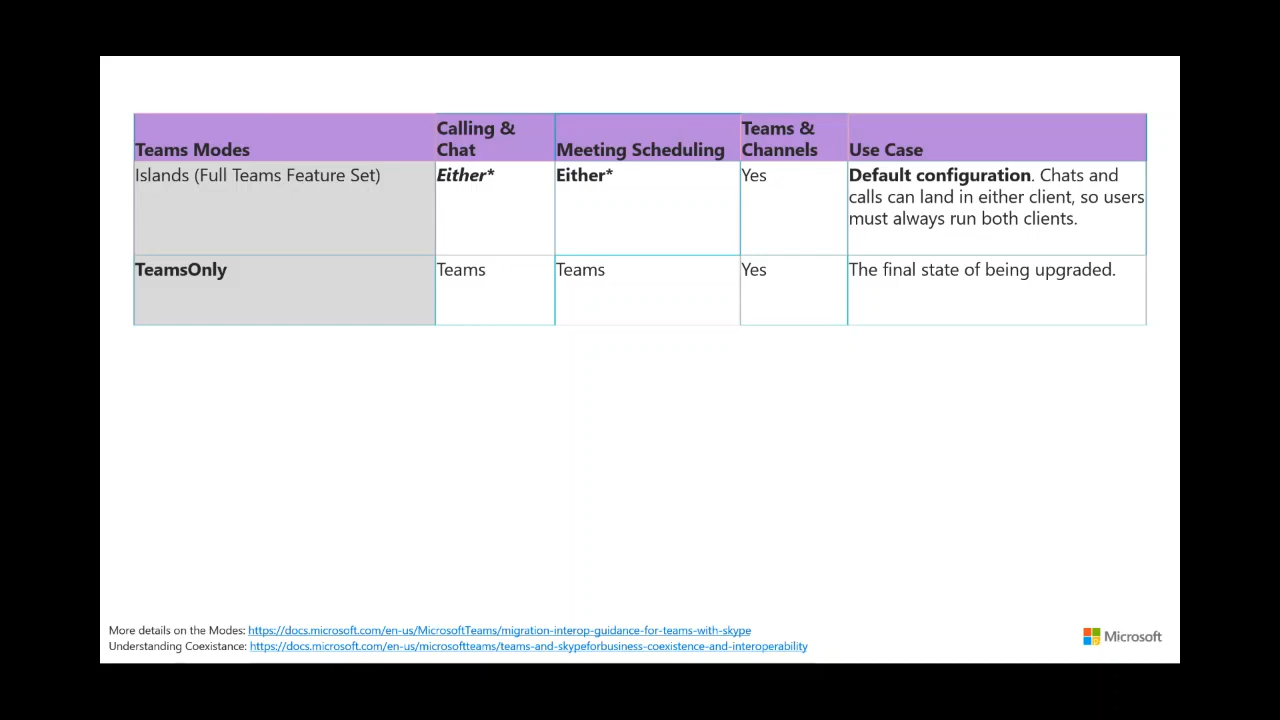 Teams Modes
Calling &
Chat
Meeting Scheduling
Teams &
Channels
Use Case
Islands (Full Teams Feature Set)
Either*
Either*
Yes
Default configuration. Chats and
calls can land in either client, so users
must always run both clients.
TeamsOnly
Teams
Teams
Yes
The final state of being upgraded.
More details on the Modes: https://docs.microsoft.com/en-us/MicrosoftTeams/migration-interop-guidance-for-teams-with-skype
Understanding Coexistance: https://docs.microsoft.com/en-us/microsoftteams/teams-and-skypeforbusiness-coexistence-and-interoperability
Microsoft